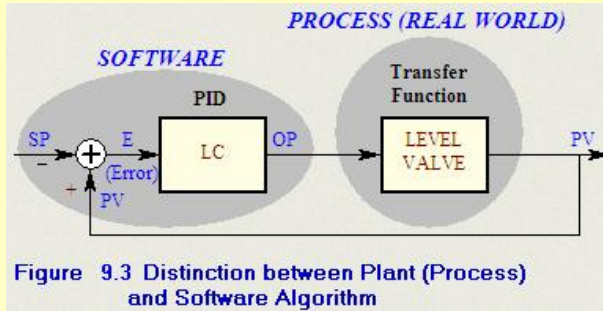 PROCESS (REAL WORLD)
SOFTWARE
Transfer
Function
PID
SP
E
LC
OP
LEVEL
VALVE
PV
−
(Error)
+
PV
Figure 9.3 Distinction between Plant (Process)
and Software Algorithm